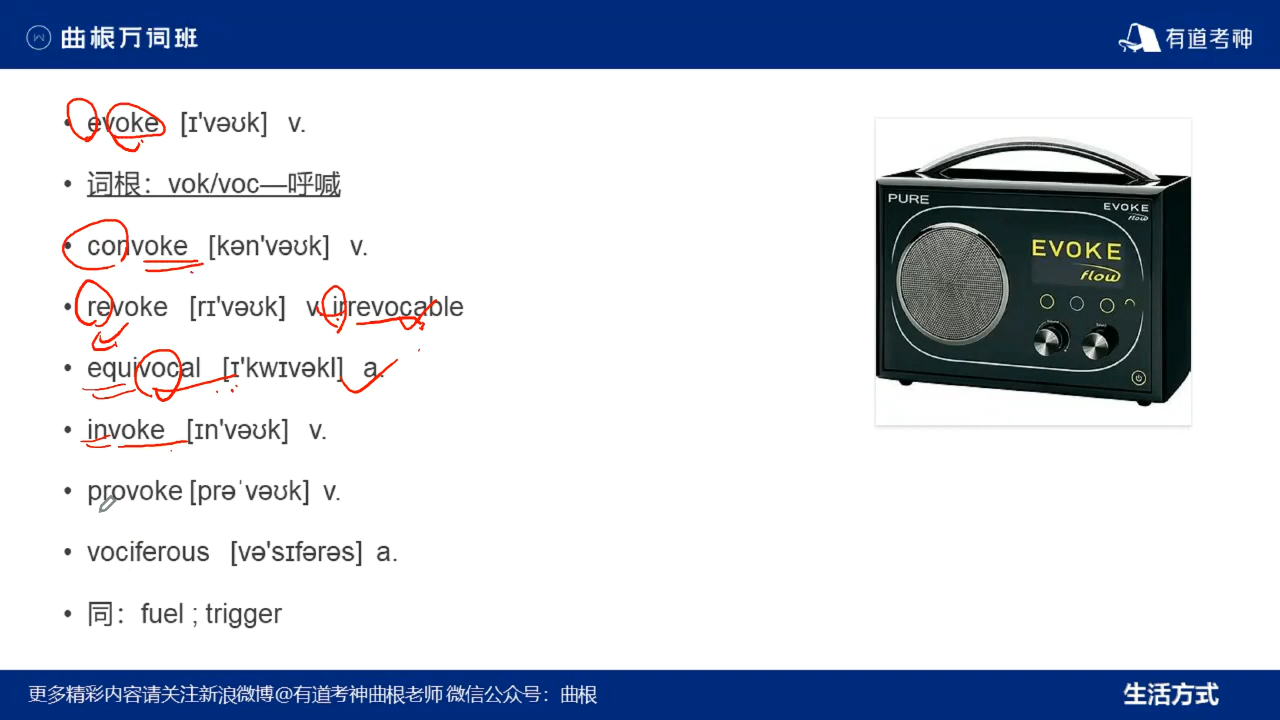 曲根万词班
有道考神
• evoke [ɪ'vəʊk] v.
• 词根：vok/voc—呼喊
• convoke [kən'vəʊk] v.
• revoke [rɪ'vəʊk] v. irrevocable
• equivocal [ɪ'kwɪvəkl] a.
• invoke [ɪn'vəʊk] v.
• provoke [prəˈvəʊk] v.
• vociferous [və'sɪfərəs] a.
• 同：fuel ; trigger
PURE
EVOKE
flow
EVOKE
flow
更多精彩内容请关注新浪微博@有道考神曲根老师 微信公众号：曲根
生活方式